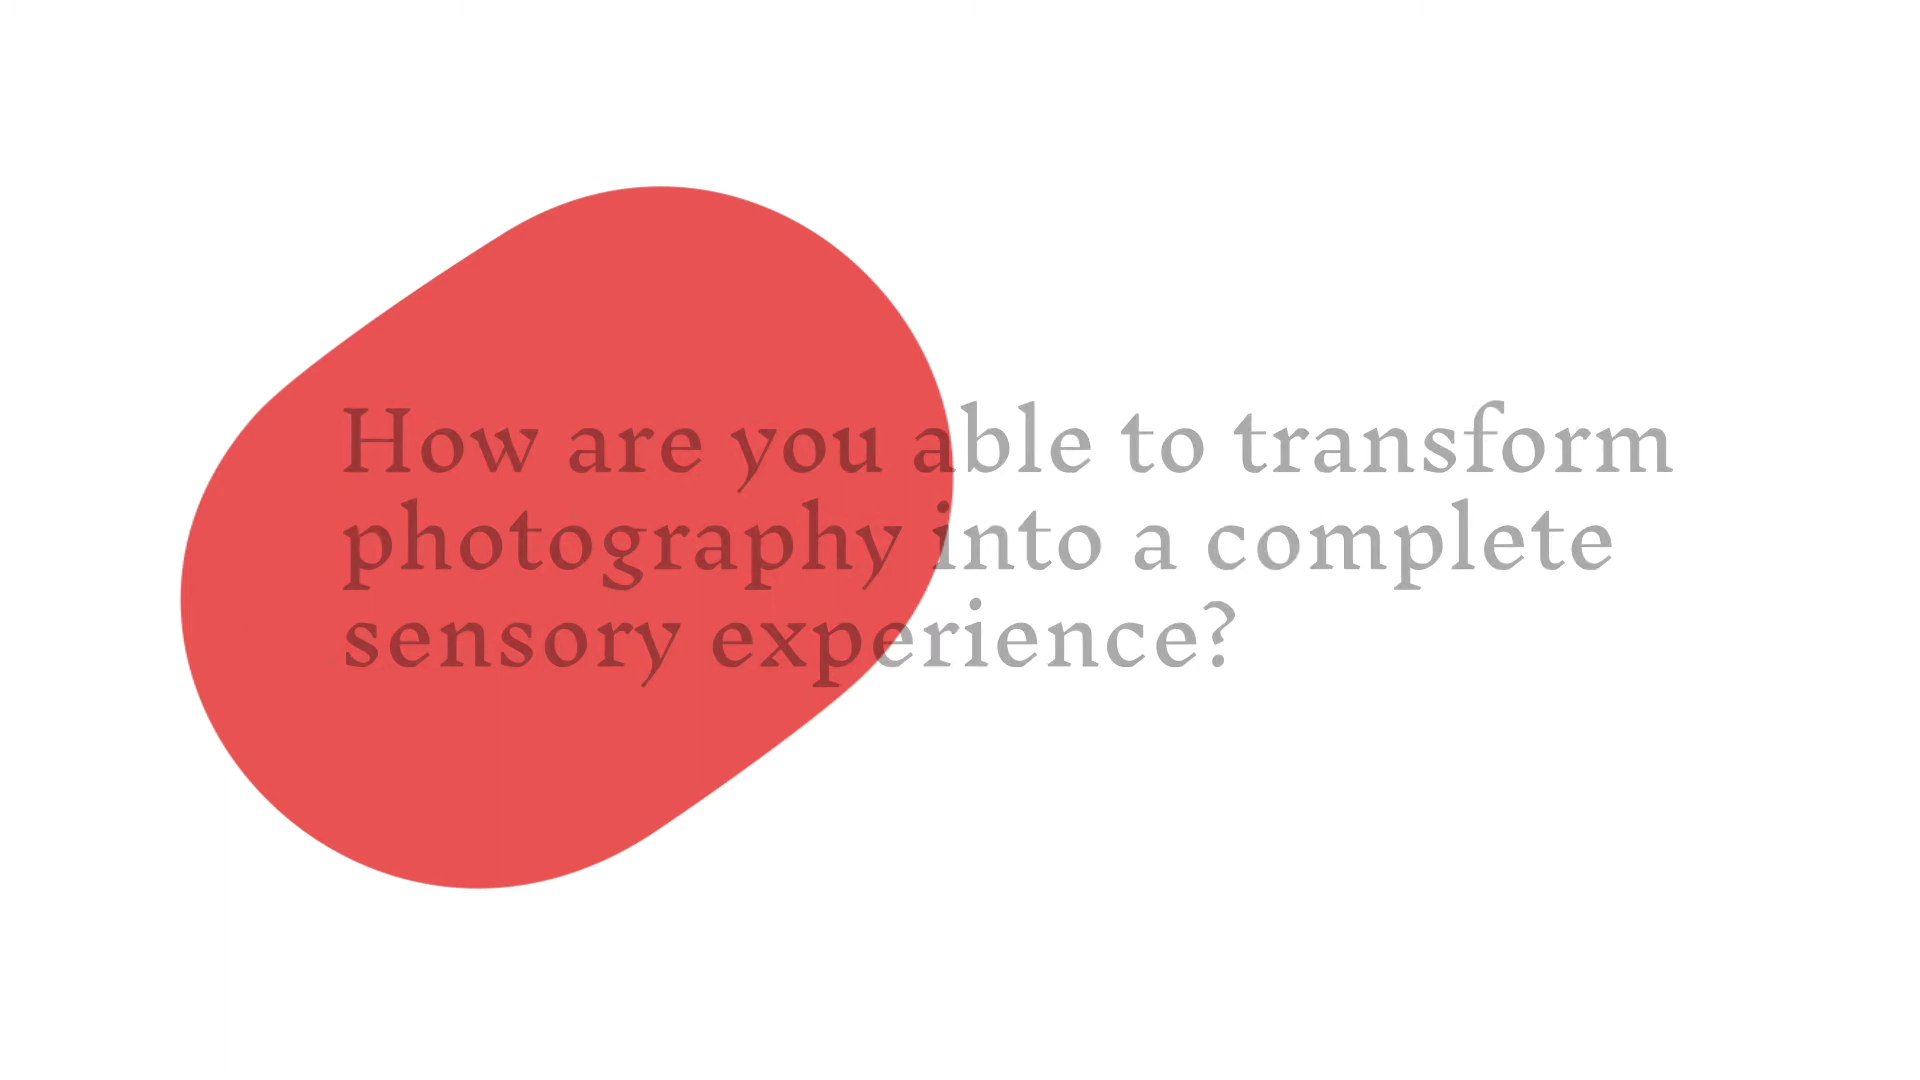 How are you able to transform
photography into a complete
sensory experience?